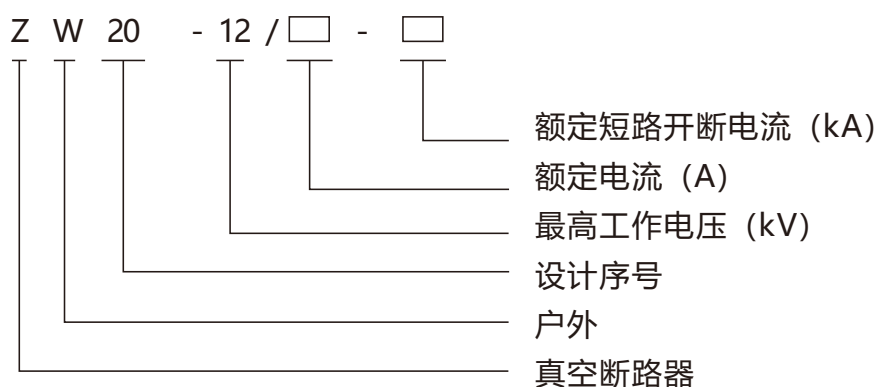 Z W 20 - 12 / □ - □
额定短路开断电流 (kA)
额定电流 (A)
最高工作电压 (kV)
设计序号
户外
真空断路器